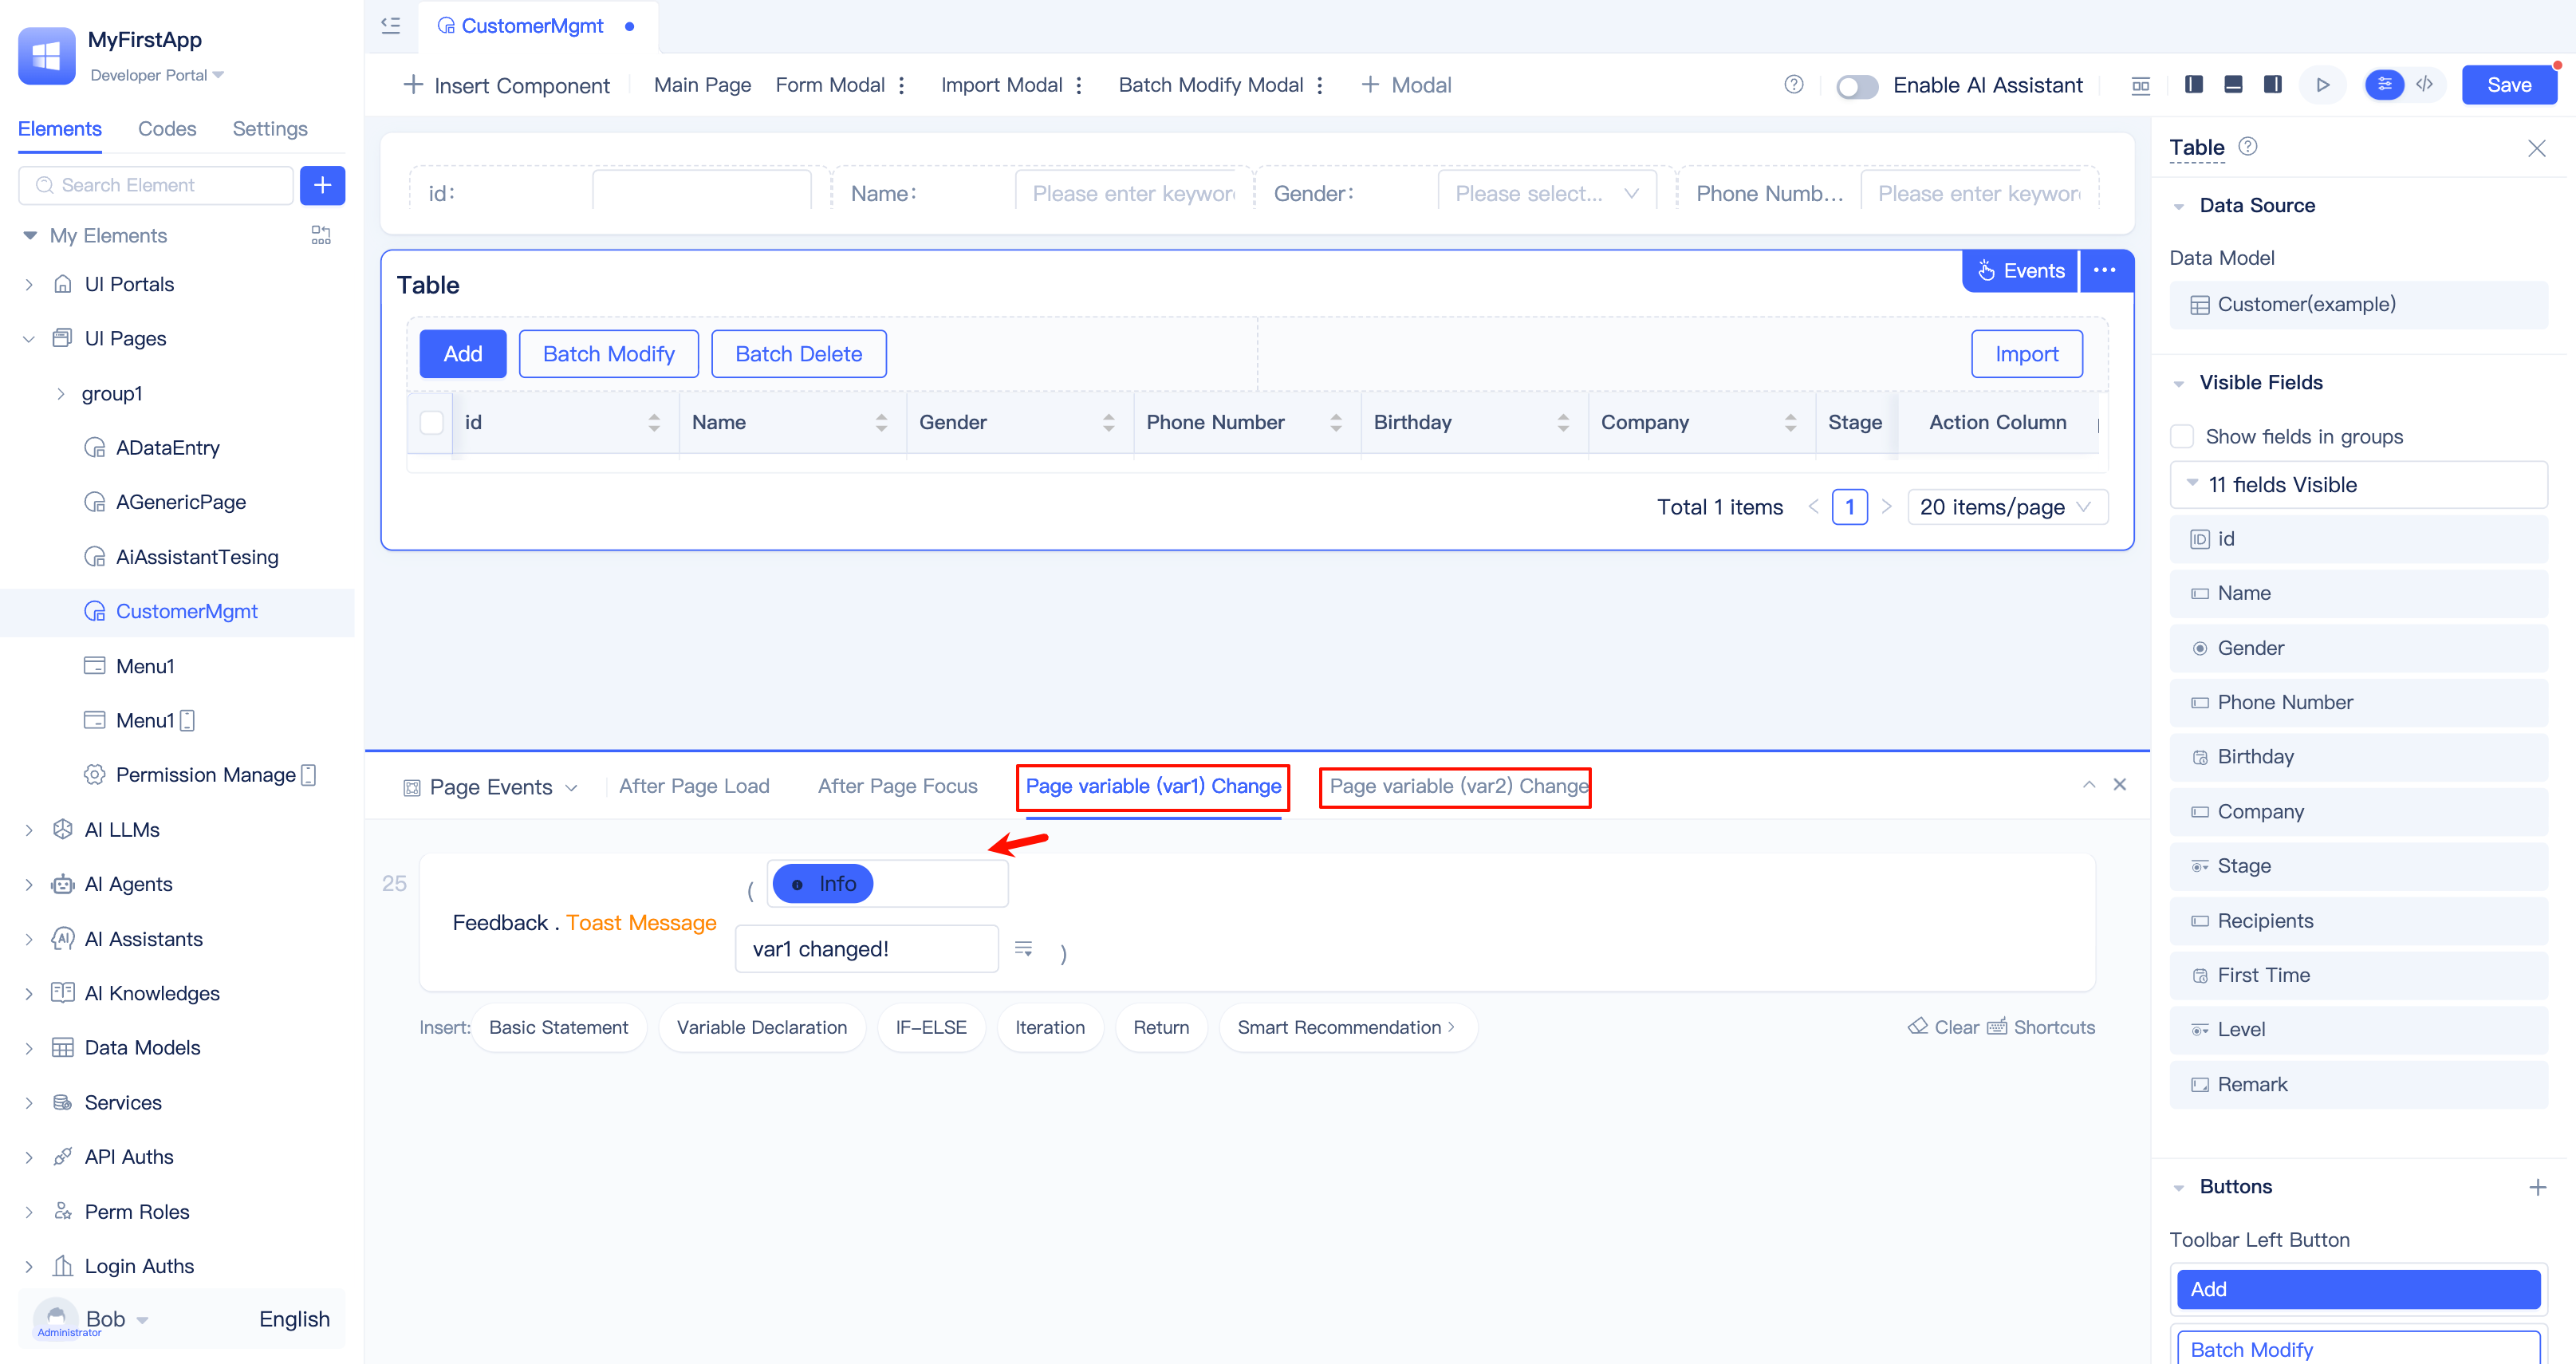 MyFirstApp
Developer Portal
Elements Codes Settings
Search Element
My Elements
UI Portals
UI Pages
group1
ADataEntry
AGenericPage
AiAssistantTesing
CustomerMgmt
Menu1
Menu1
Permission Manage
AI LLMs
AI Agents
AI Assistants
AI Knowledges
Data Models
Services
API Auths
Perm Roles
Login Auths
Bob English
Administrator
CustomerMgmt
Insert Component Main Page Form Modal Import Modal Batch Modify Modal Modal Enable AI Assistant Save
id: Name: Please enter keywor Gender: Please select... Phone Numb... Please enter keywor
Events
Table
Add Batch Modify Batch Delete Import
id Name Gender Phone Number Birthday Company Stage Action Column
Total 1 items 1 20 items/page
Page Events After Page Load After Page Focus Page variable (var1) Change Page variable (var2) Change
25
( Info
Feedback . Toast Message
var1 changed! )
Insert: Basic Statement Variable Declaration IF-ELSE Iteration Return Smart Recommendation Clear Shortcuts
Table
Data Source
Data Model
Customer(example)
Visible Fields
Show fields in groups
11 fields Visible
id
Name
Gender
Phone Number
Birthday
Company
Stage
Recipients
First Time
Level
Remark
Buttons
Toolbar Left Button
Add
Batch Modify